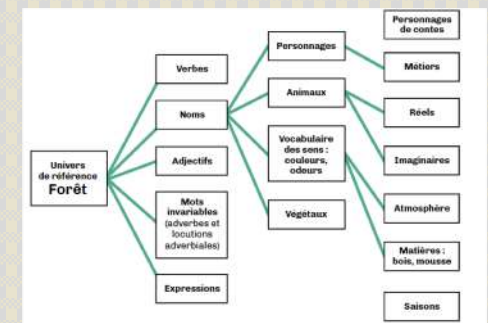 Univers
de référence
Forêt
Verbes
Noms
Adjectifs
Mots
invariables
(adverbes et
locutions
adverbiales)
Expressions
Personnages
Animaux
Vocabulaire
des sens :
couleurs,
odeurs
Végétaux
Personnages
de contes
Métiers
Réels
Imaginaires
Atmosphère
Matières :
bois, mousse
Saisons